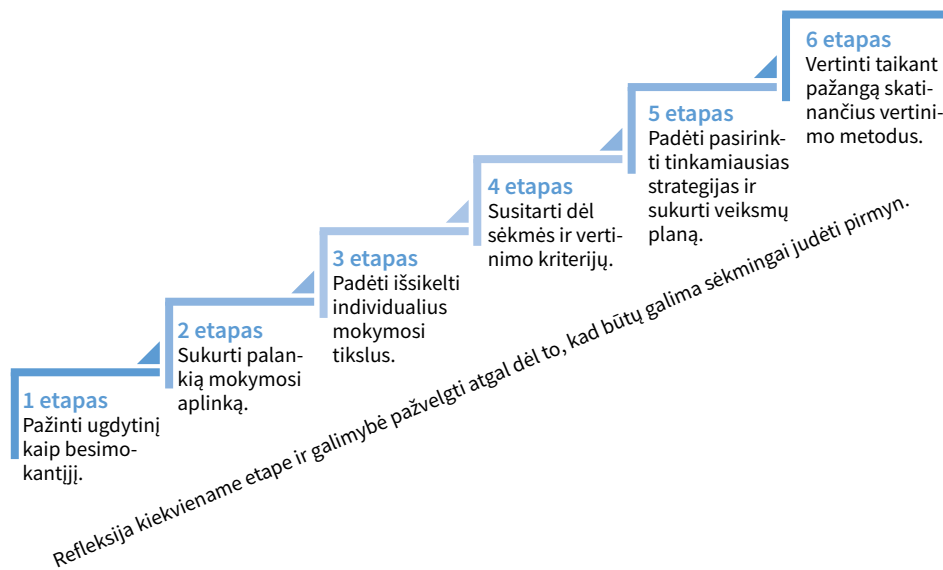 1 etapas
Pažinti ugdytinį
kaip besimo-
kantįjį.
2 etapas
Sukurti palan-
kią mokymosi
aplinką.
3 etapas
Padėti išsikelti
individualius
mokymosi
tikslus.
4 etapas
Susitarti dėl
sėkmės ir verti-
nimo kriterijų.
5 etapas
Padėti pasirink-
ti tinkamiausias
strategijas ir
sukurti veiksmų
planą.
6 etapas
Vertinti taikant
pažangą skati-
nančius vertini-
mo metodus.
Refleksija kiekviename etape ir galimybė pažvelgti atgal dėl to, kad būtų galima sėkmingai judėti pirmyn.